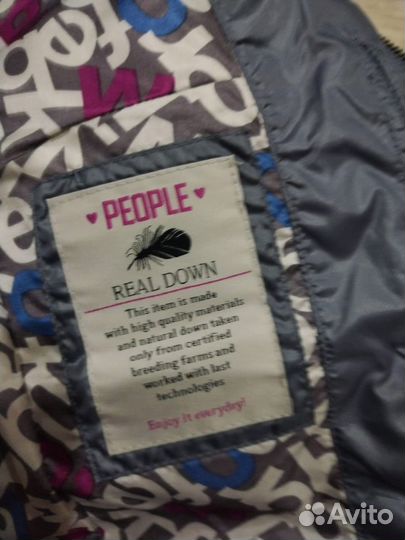 PEOPLE
REAL DOWN
This item is made
with high quality materials
and natural down taken
only from certified
breeding farms and
worked with last
technologies
Enjoy it everyday!
Avito